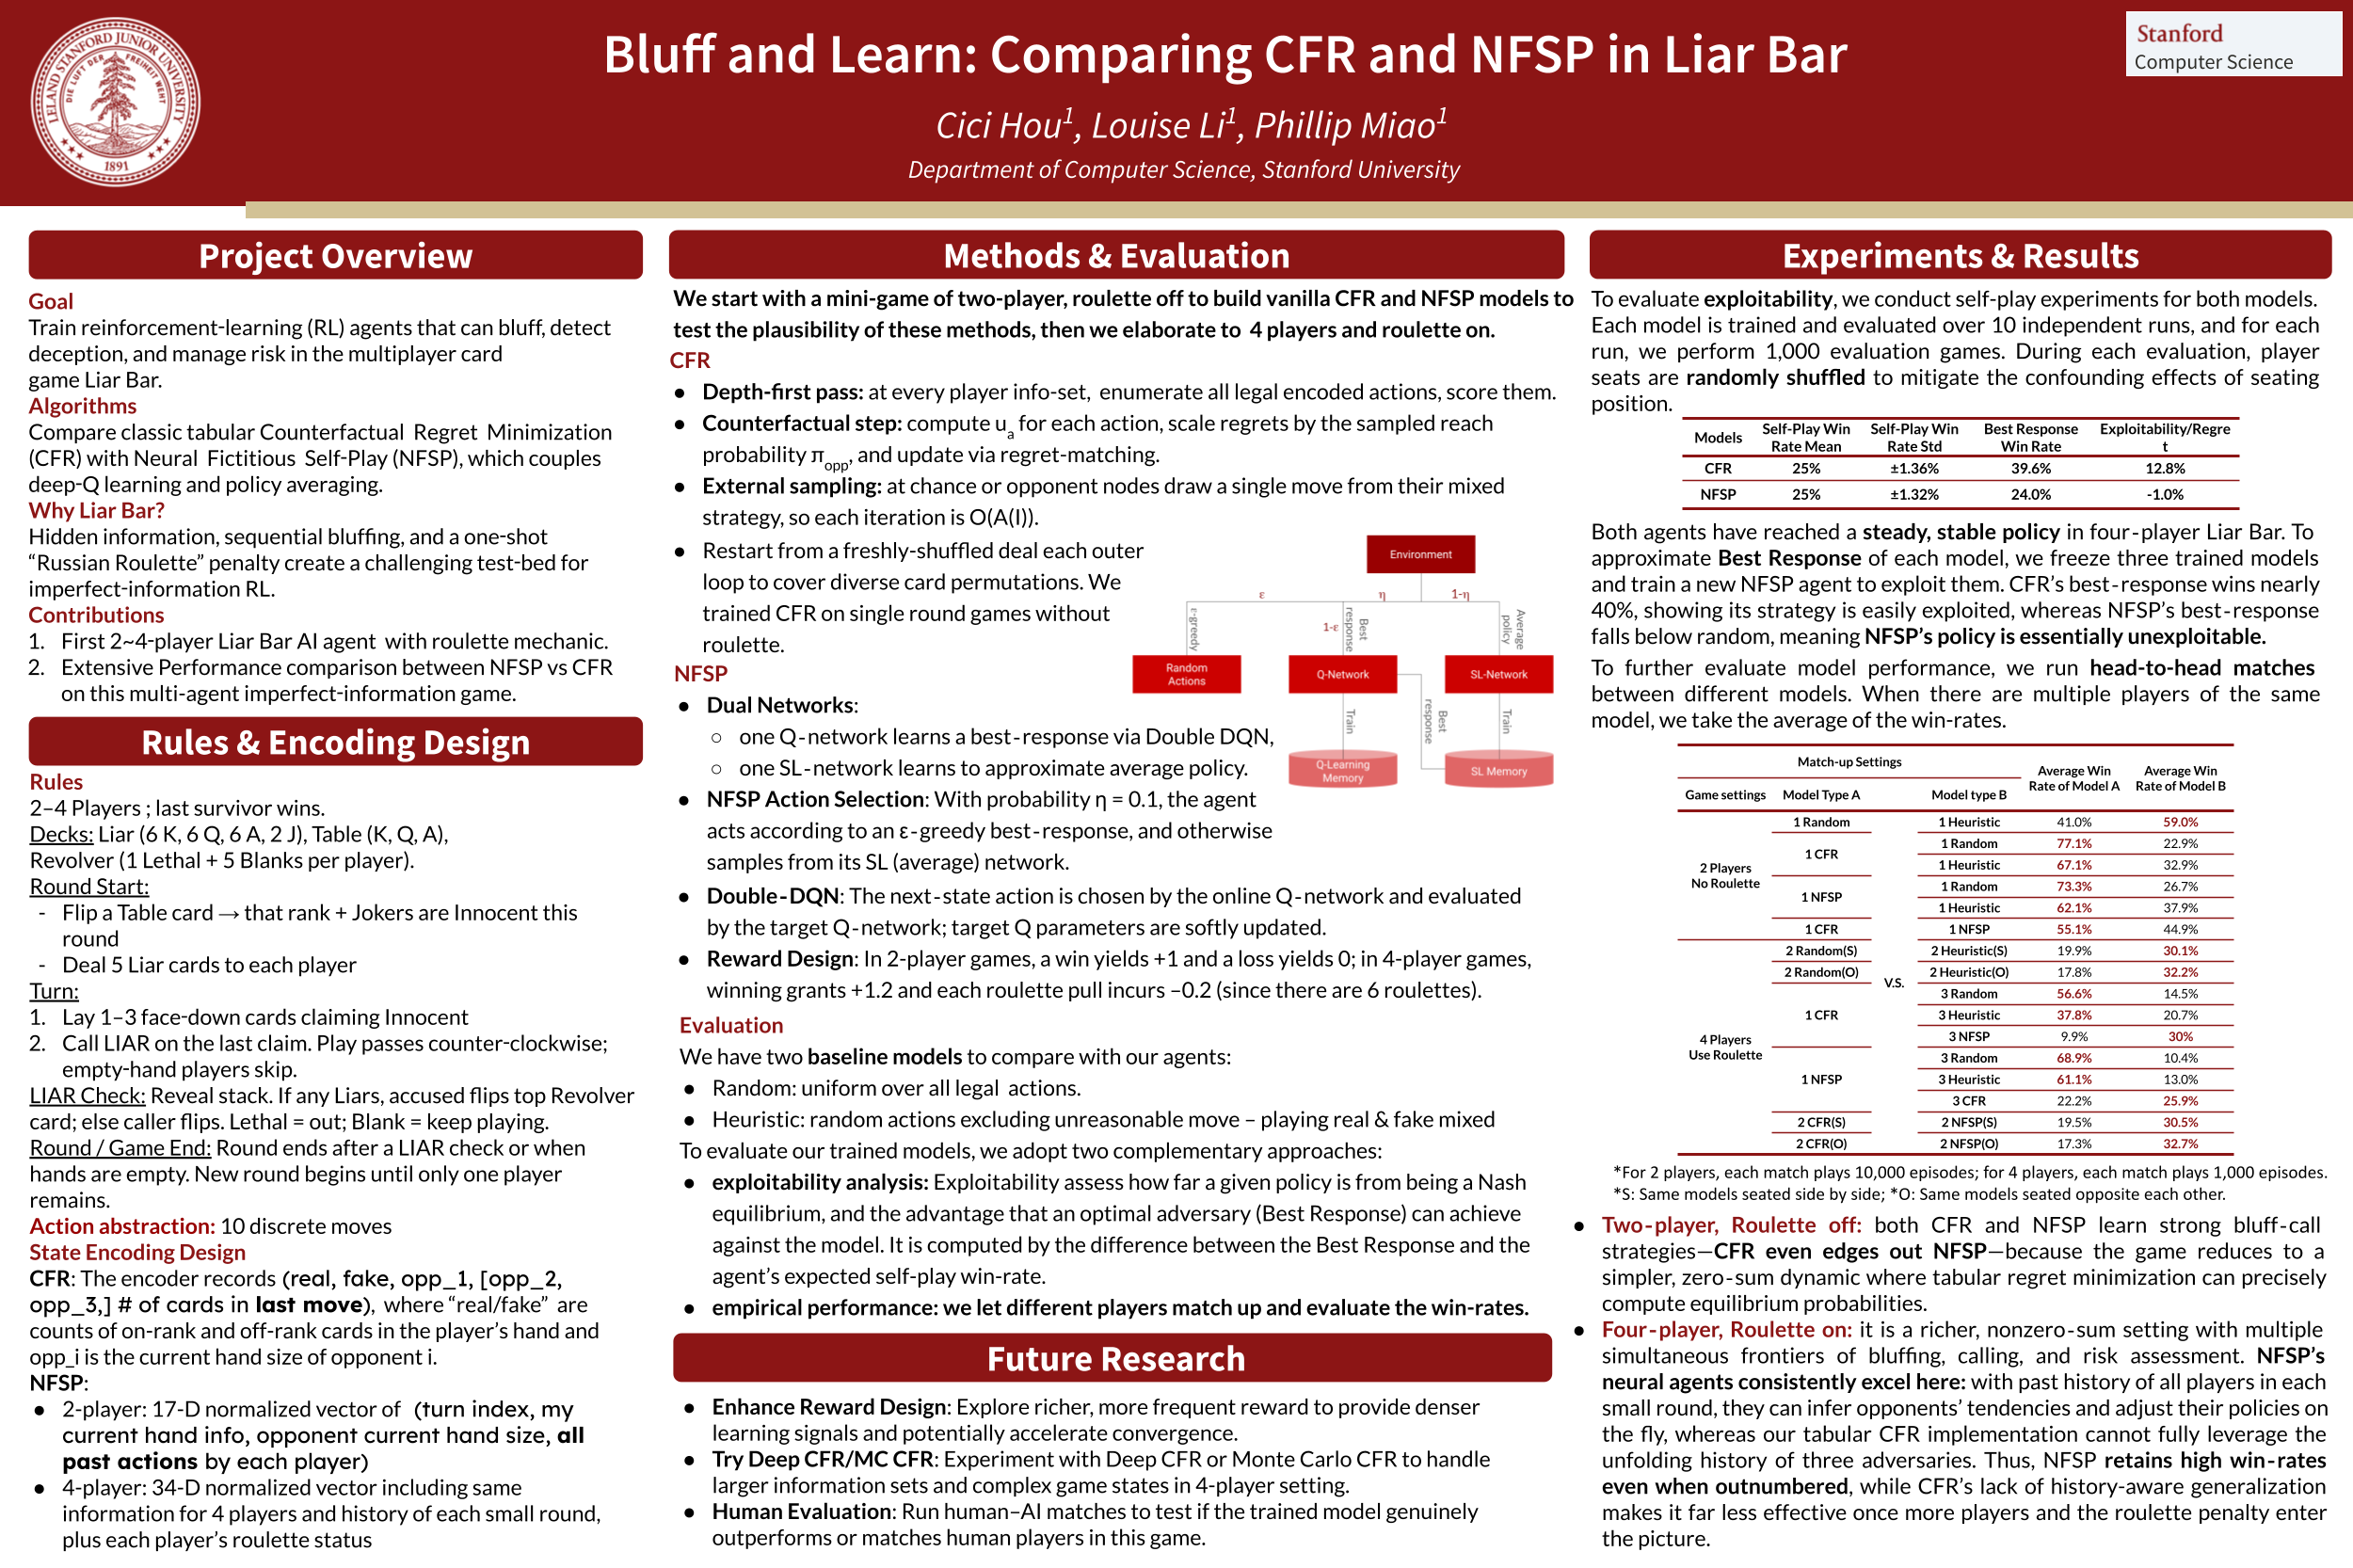 Bluff and Learn: Comparing CFR and NFSP in Liar Bar
Cici Hou1, Louise Li1, Phillip Miao1
Department of Computer Science, Stanford University
LELAND STANFORD JUNIOR UNIVERSITY
DIE LUFT DER FREIHEIT WEHT
1891
Stanford
Computer Science
Project Overview
Goal
Train reinforcement-learning (RL) agents that can bluff, detect
deception, and manage risk in the multiplayer card
game Liar Bar.
Algorithms
Compare classic tabular Counterfactual Regret Minimization
(CFR) with Neural Fictitious Self-Play (NFSP), which couples
deep-Q learning and policy averaging.
Why Liar Bar?
Hidden information, sequential bluffing, and a one-shot
“Russian Roulette” penalty create a challenging test-bed for
imperfect-information RL.
Contributions
1. First 2~4-player Liar Bar AI agent with roulette mechanic.
2. Extensive Performance comparison between NFSP vs CFR
on this multi-agent imperfect-information game.
Rules & Encoding Design
Rules
2–4 Players ; last survivor wins.
Decks: Liar (6 K, 6 Q, 6 A, 2 J), Table (K, Q, A),
Revolver (1 Lethal + 5 Blanks per player).
Round Start:
- Flip a Table card → that rank + Jokers are Innocent this
round
- Deal 5 Liar cards to each player
Turn:
1. Lay 1–3 face-down cards claiming Innocent
2. Call LIAR on the last claim. Play passes counter-clockwise;
empty-hand players skip.
LIAR Check: Reveal stack. If any Liars, accused flips top Revolver
card; else caller flips. Lethal = out; Blank = keep playing.
Round / Game End: Round ends after a LIAR check or when
hands are empty. New round begins until only one player
remains.
Action abstraction: 10 discrete moves
State Encoding Design
CFR: The encoder records (real, fake, opp_1, [opp_2,
opp_3,] # of cards in last move), where “real/fake” are
counts of on-rank and off-rank cards in the player’s hand and
opp_i is the current hand size of opponent i.
NFSP:
● 2-player: 17-D normalized vector of (turn index, my
current hand info, opponent current hand size, all
past actions by each player)
● 4-player: 34-D normalized vector including same
information for 4 players and history of each small round,
plus each player’s roulette status
Methods & Evaluation
We start with a mini-game of two-player, roulette off to build vanilla CFR and NFSP models to
test the plausibility of these methods, then we elaborate to 4 players and roulette on.
CFR
● Depth-first pass: at every player info-set, enumerate all legal encoded actions, score them.
● Counterfactual step: compute ua for each action, scale regrets by the sampled reach
probability πopp, and update via regret-matching.
● External sampling: at chance or opponent nodes draw a single move from their mixed
strategy, so each iteration is O(A(I)).
● Restart from a freshly-shuffled deal each outer
loop to cover diverse card permutations. We
trained CFR on single round games without
roulette.
Environment
ε η 1-η
ε-greedy
1-ε
Best response
Average policy
Random Actions
Q-Network
SL-Network
Train
Best response
Train
Q-Learning Memory
SL Memory
NFSP
● Dual Networks:
○ one Q-network learns a best-response via Double DQN,
○ one SL-network learns to approximate average policy.
● NFSP Action Selection: With probability η = 0.1, the agent
acts according to an ε-greedy best-response, and otherwise
samples from its SL (average) network.
● Double-DQN: The next-state action is chosen by the online Q-network and evaluated
by the target Q-network; target Q parameters are softly updated.
● Reward Design: In 2-player games, a win yields +1 and a loss yields 0; in 4-player games,
winning grants +1.2 and each roulette pull incurs –0.2 (since there are 6 roulettes).
Evaluation
We have two baseline models to compare with our agents:
● Random: uniform over all legal actions.
● Heuristic: random actions excluding unreasonable move – playing real & fake mixed
To evaluate our trained models, we adopt two complementary approaches:
● exploitability analysis: Exploitability assess how far a given policy is from being a Nash
equilibrium, and the advantage that an optimal adversary (Best Response) can achieve
against the model. It is computed by the difference between the Best Response and the
agent’s expected self-play win-rate.
● empirical performance: we let different players match up and evaluate the win-rates.
Future Research
● Enhance Reward Design: Explore richer, more frequent reward to provide denser
learning signals and potentially accelerate convergence.
● Try Deep CFR/MC CFR: Experiment with Deep CFR or Monte Carlo CFR to handle
larger information sets and complex game states in 4-player setting.
● Human Evaluation: Run human–AI matches to test if the trained model genuinely
outperforms or matches human players in this game.
Experiments & Results
To evaluate exploitability, we conduct self-play experiments for both models.
Each model is trained and evaluated over 10 independent runs, and for each
run, we perform 1,000 evaluation games. During each evaluation, player
seats are randomly shuffled to mitigate the confounding effects of seating
position.
Models Self-Play Win Rate Mean Self-Play Win Rate Std Best Response Win Rate Exploitability/Regret
CFR 25% ±1.36% 39.6% 12.8%
NFSP 25% ±1.32% 24.0% -1.0%
Both agents have reached a steady, stable policy in four-player Liar Bar. To
approximate Best Response of each model, we freeze three trained models
and train a new NFSP agent to exploit them. CFR’s best-response wins nearly
40%, showing its strategy is easily exploited, whereas NFSP’s best-response
falls below random, meaning NFSP’s policy is essentially unexploitable.
To further evaluate model performance, we run head-to-head matches
between different models. When there are multiple players of the same
model, we take the average of the win-rates.
Match-up Settings Average Win Rate of Model A Average Win Rate of Model B
Game settings Model Type A Model type B
1 Random 1 Heuristic 41.0% 59.0%
1 CFR 1 Random 77.1% 22.9%
1 Heuristic 67.1% 32.9%
2 Players No Roulette
1 NFSP 1 Random 73.3% 26.7%
1 Heuristic 62.1% 37.9%
1 CFR 1 NFSP 55.1% 44.9%
2 Random(S) 2 Heuristic(S) 19.9% 30.1%
2 Random(O) 2 Heuristic(O) 17.8% 32.2%
V.S.
1 CFR 3 Random 56.6% 14.5%
3 Heuristic 37.8% 20.7%
3 NFSP 9.9% 30%
4 Players Use Roulette
1 NFSP 3 Random 68.9% 10.4%
3 Heuristic 61.1% 13.0%
3 CFR 22.2% 25.9%
2 CFR(S) 2 NFSP(S) 19.5% 30.5%
2 CFR(O) 2 NFSP(O) 17.3% 32.7%
*For 2 players, each match plays 10,000 episodes; for 4 players, each match plays 1,000 episodes.
*S: Same models seated side by side; *O: Same models seated opposite each other.
● Two-player, Roulette off: both CFR and NFSP learn strong bluff-call
strategies—CFR even edges out NFSP—because the game reduces to a
simpler, zero-sum dynamic where tabular regret minimization can precisely
compute equilibrium probabilities.
● Four-player, Roulette on: it is a richer, nonzero-sum setting with multiple
simultaneous frontiers of bluffing, calling, and risk assessment. NFSP’s
neural agents consistently excel here: with past history of all players in each
small round, they can infer opponents’ tendencies and adjust their policies on
the fly, whereas our tabular CFR implementation cannot fully leverage the
unfolding history of three adversaries. Thus, NFSP retains high win-rates
even when outnumbered, while CFR’s lack of history-aware generalization
makes it far less effective once more players and the roulette penalty enter
the picture.